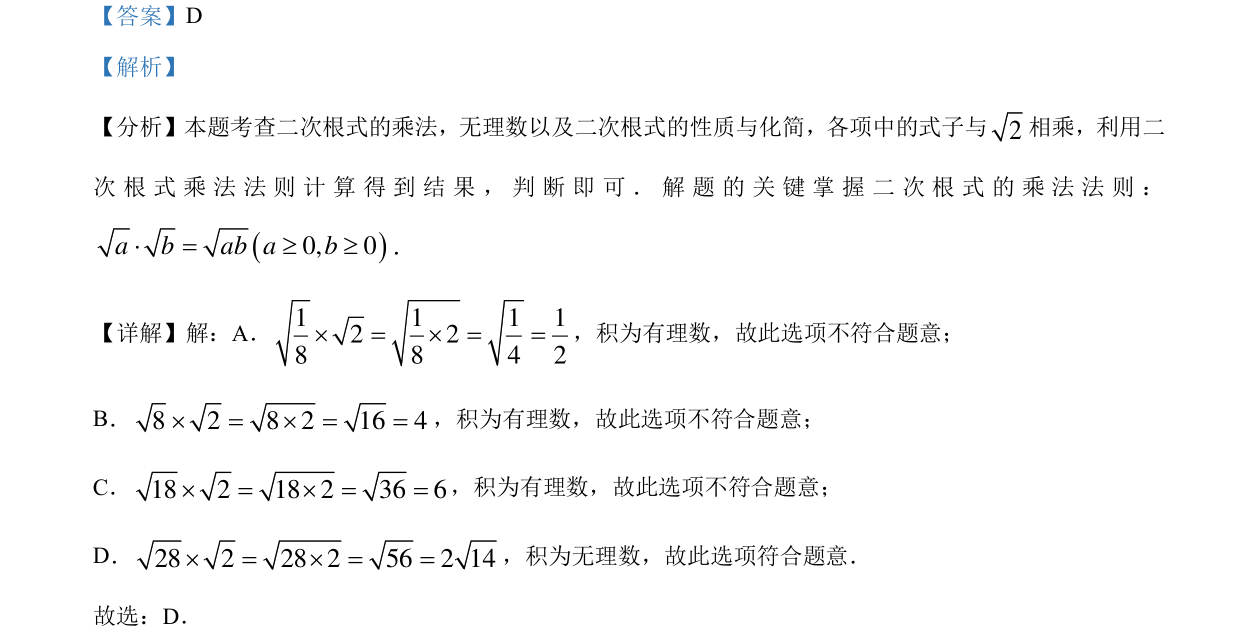 【答案】D
【解析】
【分析】本题考查二次根式的乘法，无理数以及二次根式的性质与化简，各项中的式子与√2 相乘，利用二
次根式乘法法则计算得到结果，判断即可．解题的关键掌握二次根式的乘法法则：
√a·√b=√ab(a≥0,b≥0)．
【详解】解：A．√(1/8)×√2=√(1/8×2)=√(1/4)=1/2，积为有理数，故此选项不符合题意；
B．√8×√2=√(8×2)=√16=4，积为有理数，故此选项不符合题意；
C．√18×√2=√(18×2)=√36=6，积为有理数，故此选项不符合题意；
D．√28×√2=√(28×2)=√56=2√14，积为无理数，故此选项符合题意．
故选：D．